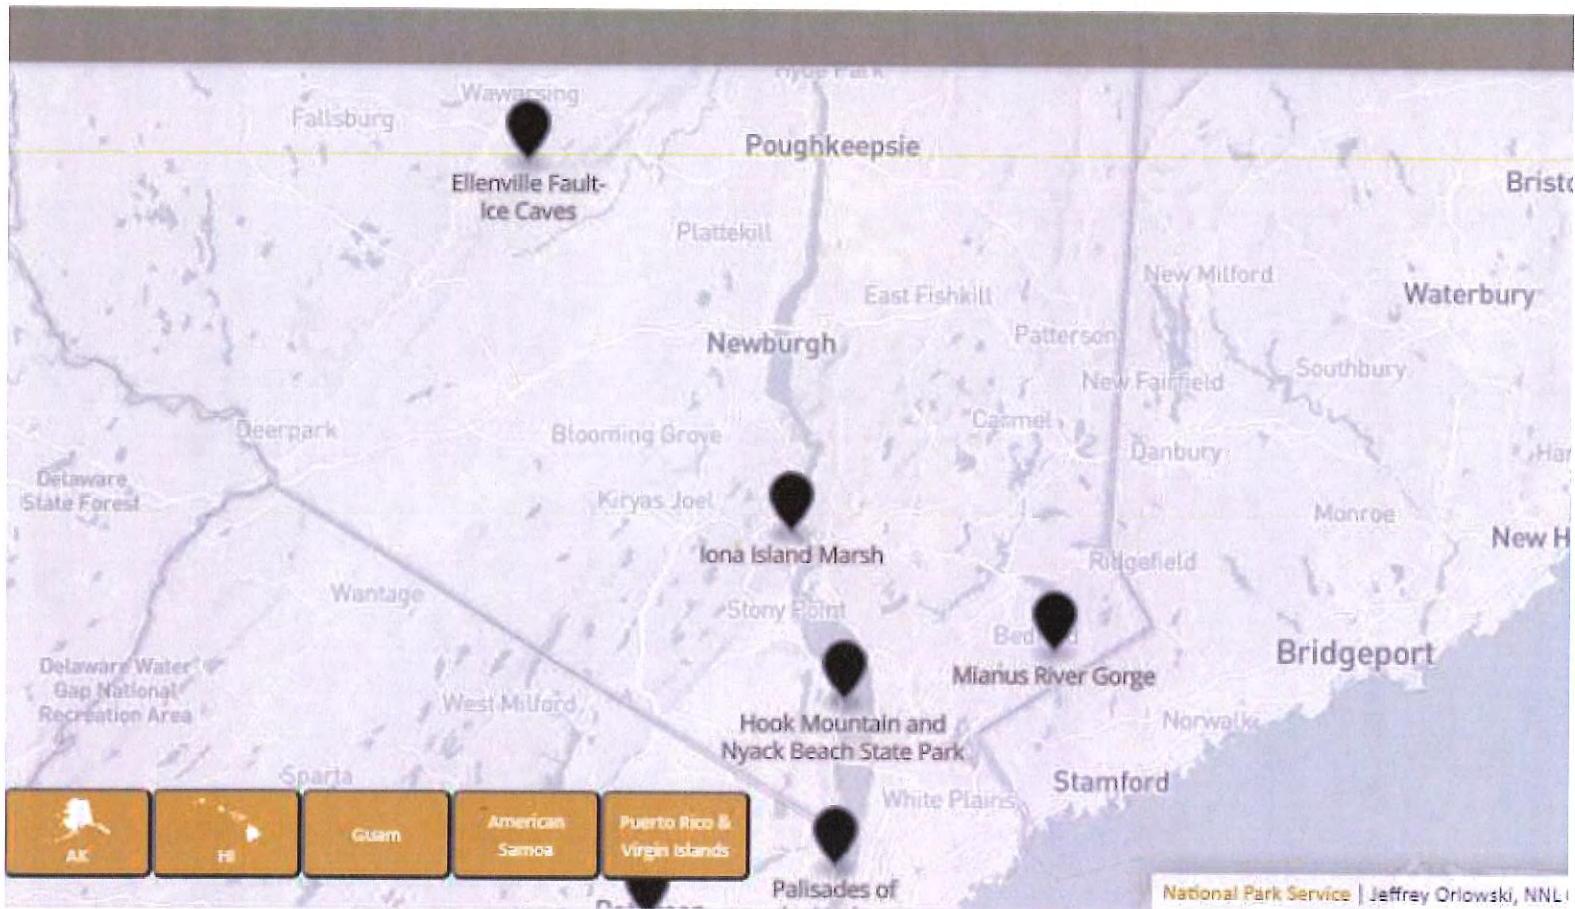 Hyde Park
Wawarsing
Fallsburg
Poughkeepsie
Ellenville Fault-
Ice Caves
Plattekill
New Milford
East Fishkill
Waterbury
Patterson
Newburgh
Southbury
New Fairfield
Carmel
Deerpark
Blooming Grove
Danbury
Delaware
State Forest
Kiryas Joel
Monroe
New H
Iona Island Marsh
Ridgefield
Wantage
Stony Point
Bridgeport
Delaware Water
Gap National
Recreation Area
Mianus River Gorge
West Milford
Norwalk
Hook Mountain and
Nyack Beach State Park
Sparta
Stamford
White Plains
AK
HI
Guam
American
Samoa
Puerto Rico &
Virgin Islands
Palisades of
National Park Service | Jeffrey Orlowski, NNL